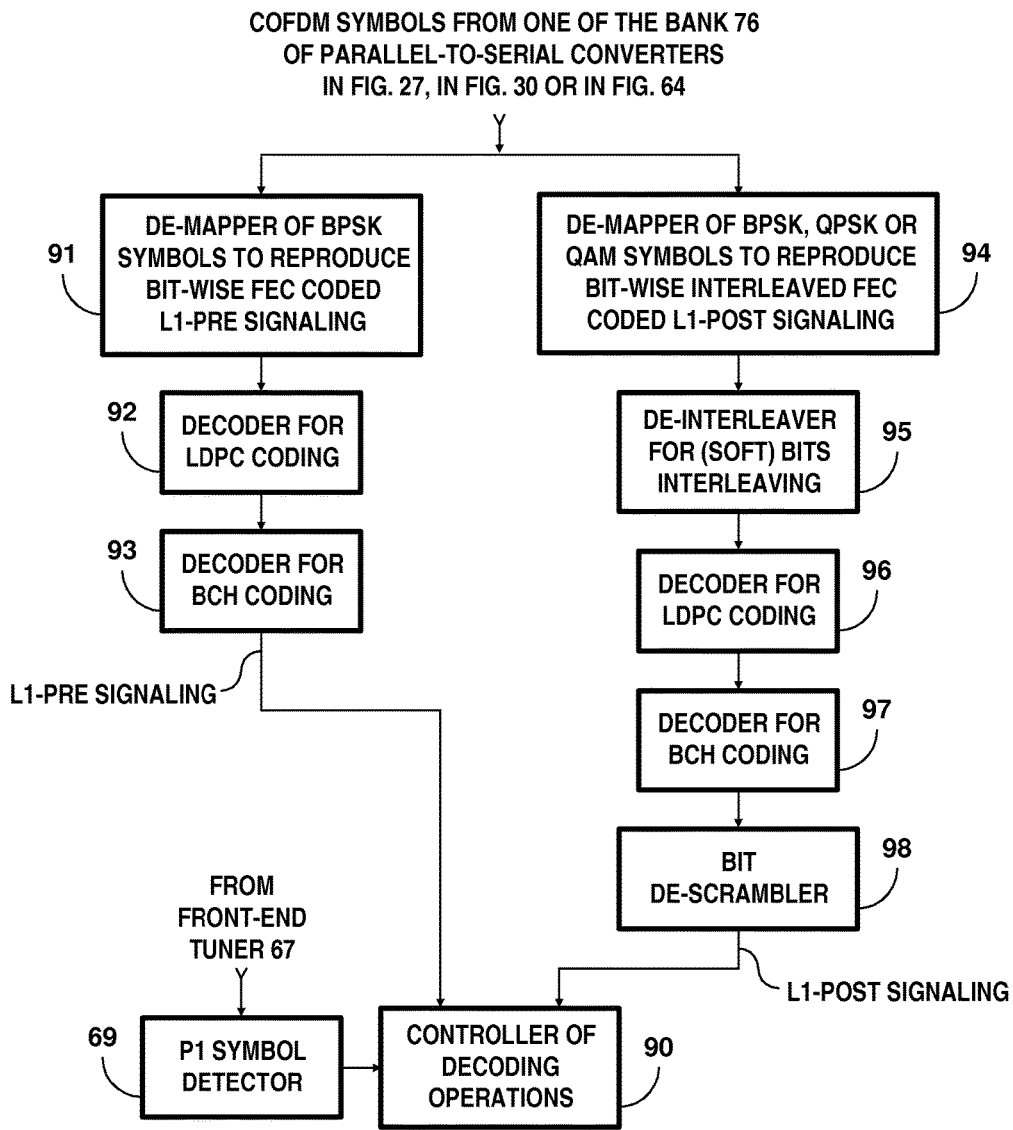 COFDM SYMBOLS FROM ONE OF THE BANK 76
OF PARALLEL-TO-SERIAL CONVERTERS
IN FIG. 27, IN FIG. 30 OR IN FIG. 64
91
DE-MAPPER OF BPSK
SYMBOLS TO REPRODUCE
BIT-WISE FEC CODED
L1-PRE SIGNALING
DE-MAPPER OF BPSK, QPSK OR
QAM SYMBOLS TO REPRODUCE
BIT-WISE INTERLEAVED FEC
CODED L1-POST SIGNALING
94
92
DECODER FOR
LDPC CODING
DE-INTERLEAVER
FOR (SOFT) BITS
INTERLEAVING
95
93
DECODER FOR
BCH CODING
DECODER FOR
LDPC CODING
96
L1-PRE SIGNALING
DECODER FOR
BCH CODING
97
BIT
DE-SCRAMBLER
98
FROM
FRONT-END
TUNER 67
L1-POST SIGNALING
69
P1 SYMBOL
DETECTOR
CONTROLLER OF
DECODING
OPERATIONS
90